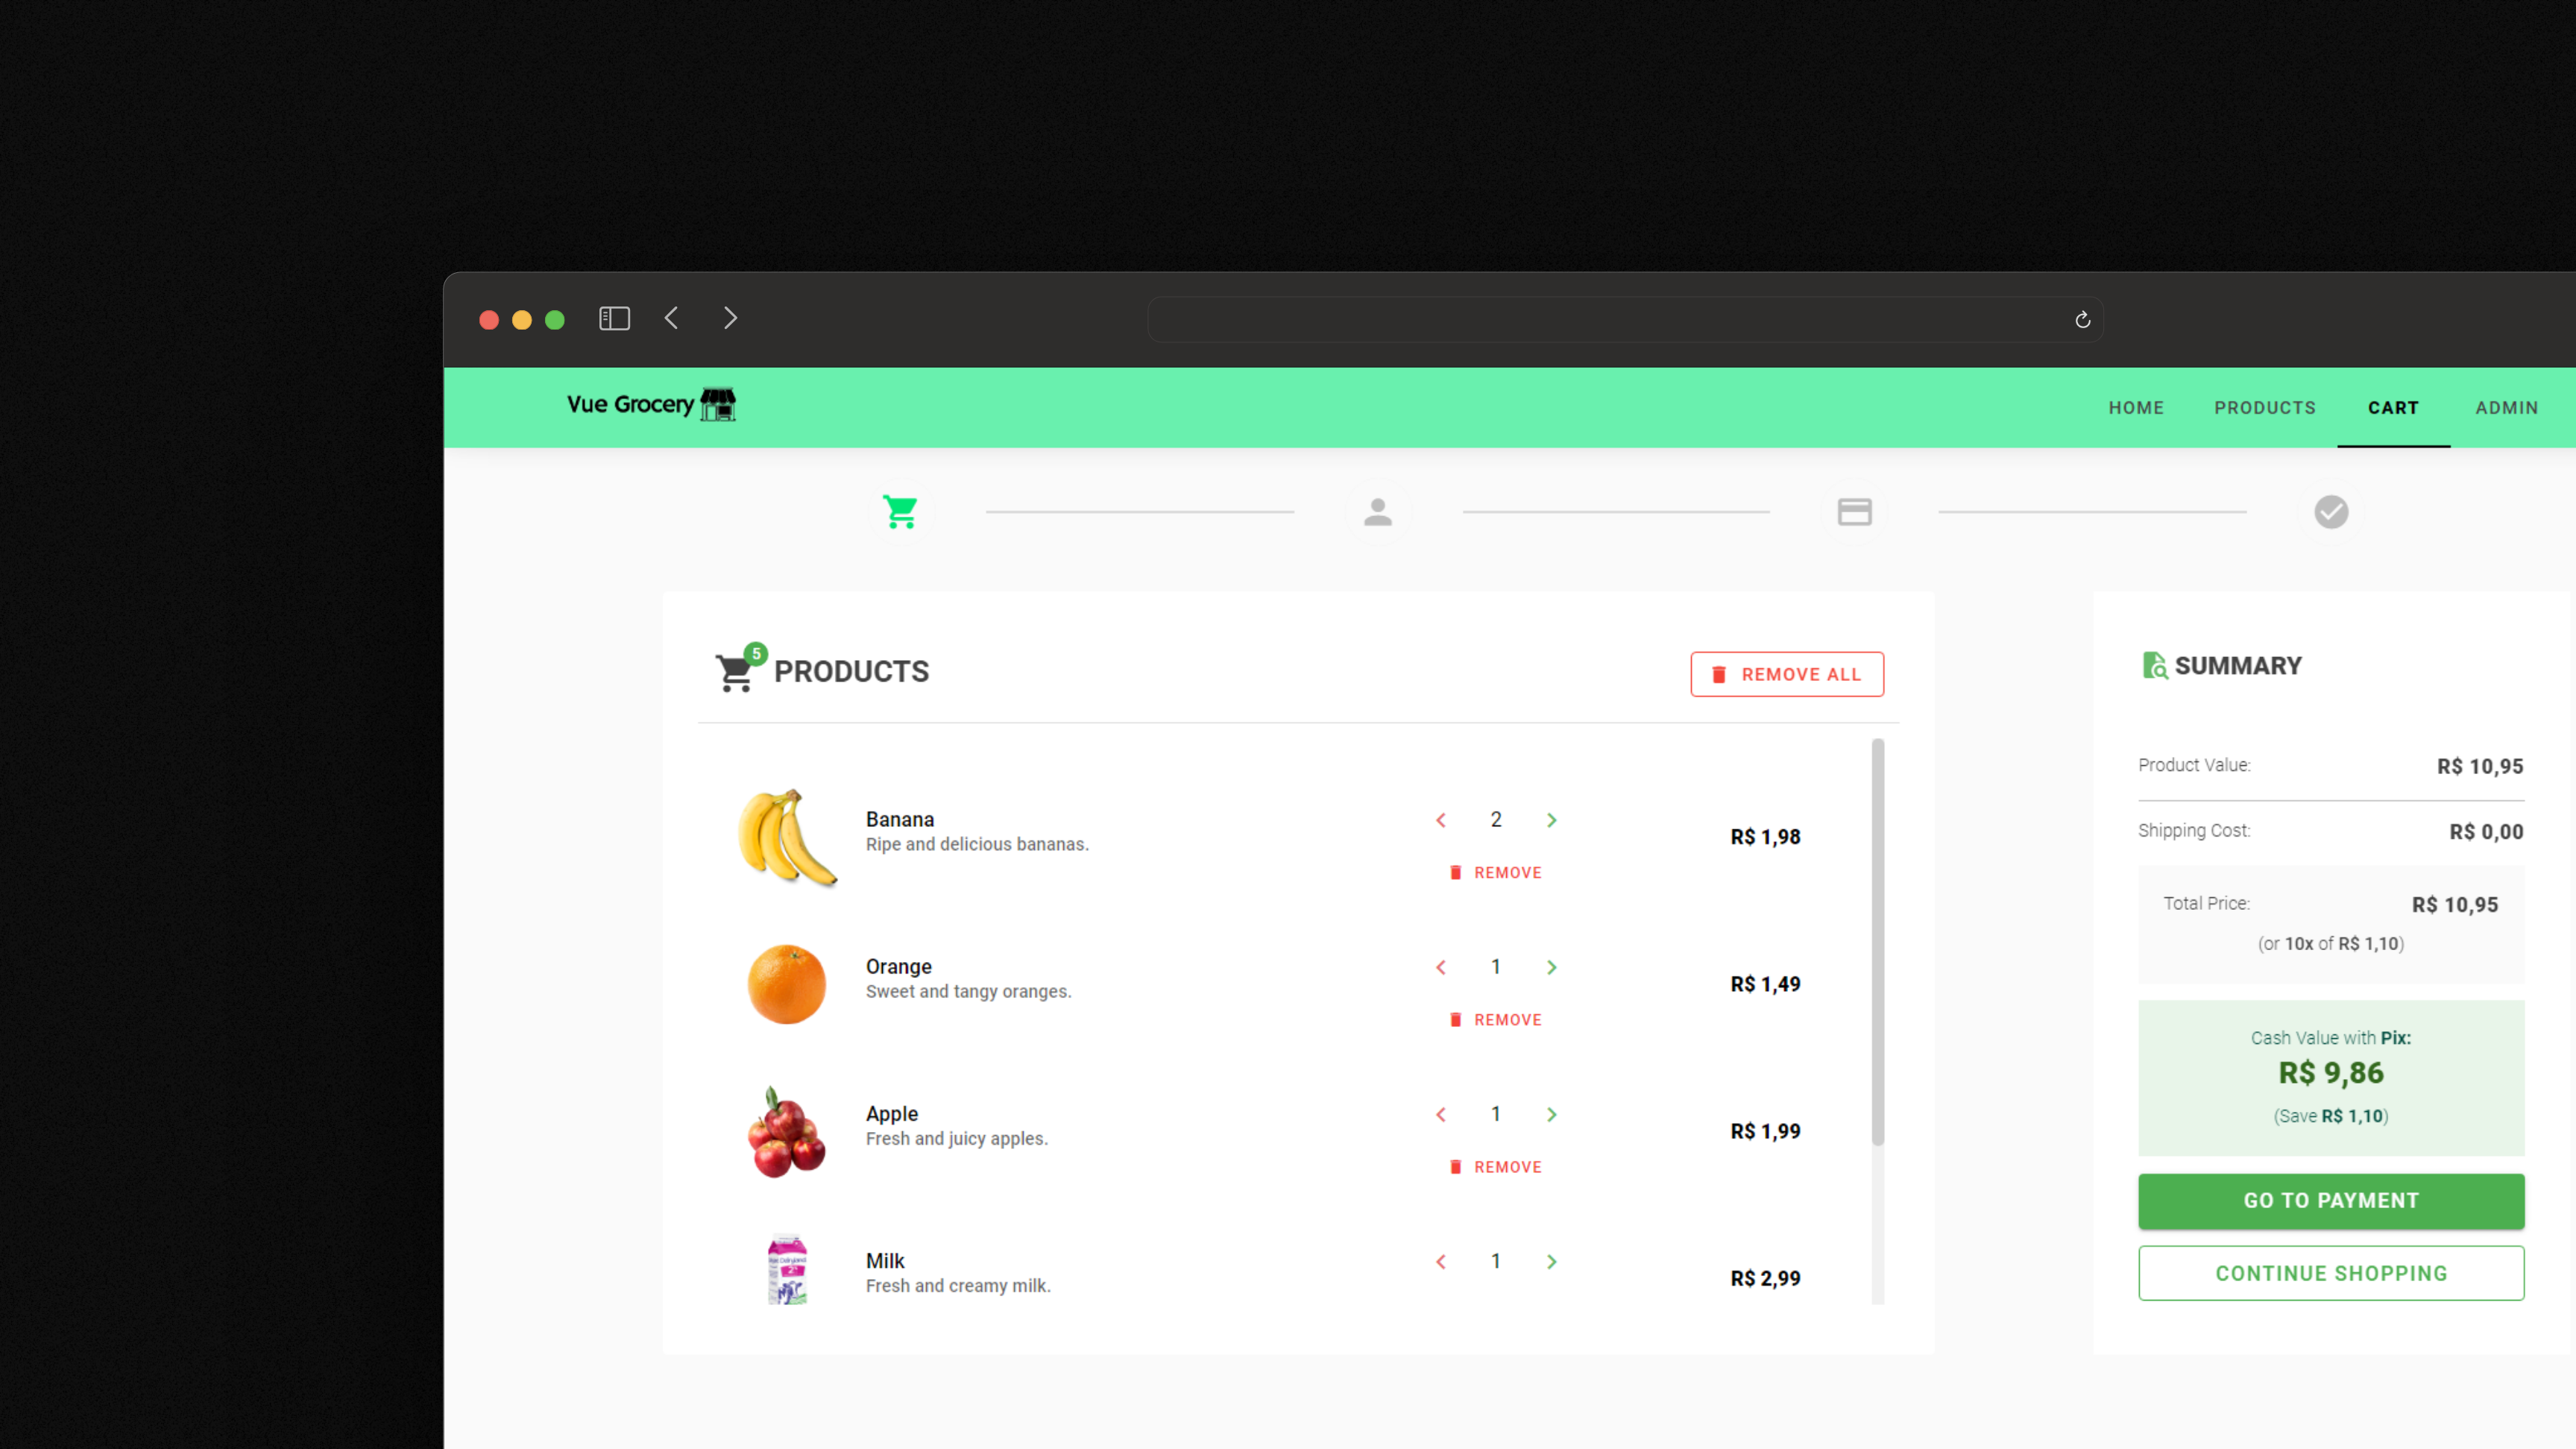 Vue Grocery
HOME PRODUCTS CART ADMIN
5
PRODUCTS
REMOVE ALL
Banana
Ripe and delicious bananas.
2
REMOVE
R$ 1,98
Orange
Sweet and tangy oranges.
1
REMOVE
R$ 1,49
Apple
Fresh and juicy apples.
1
REMOVE
R$ 1,99
Milk
Fresh and creamy milk.
1
R$ 2,99
SUMMARY
Product Value: R$ 10,95
Shipping Cost: R$ 0,00
Total Price: R$ 10,95
(or 10x of R$ 1,10)
Cash Value with Pix:
R$ 9,86
(Save R$ 1,10)
GO TO PAYMENT
CONTINUE SHOPPING